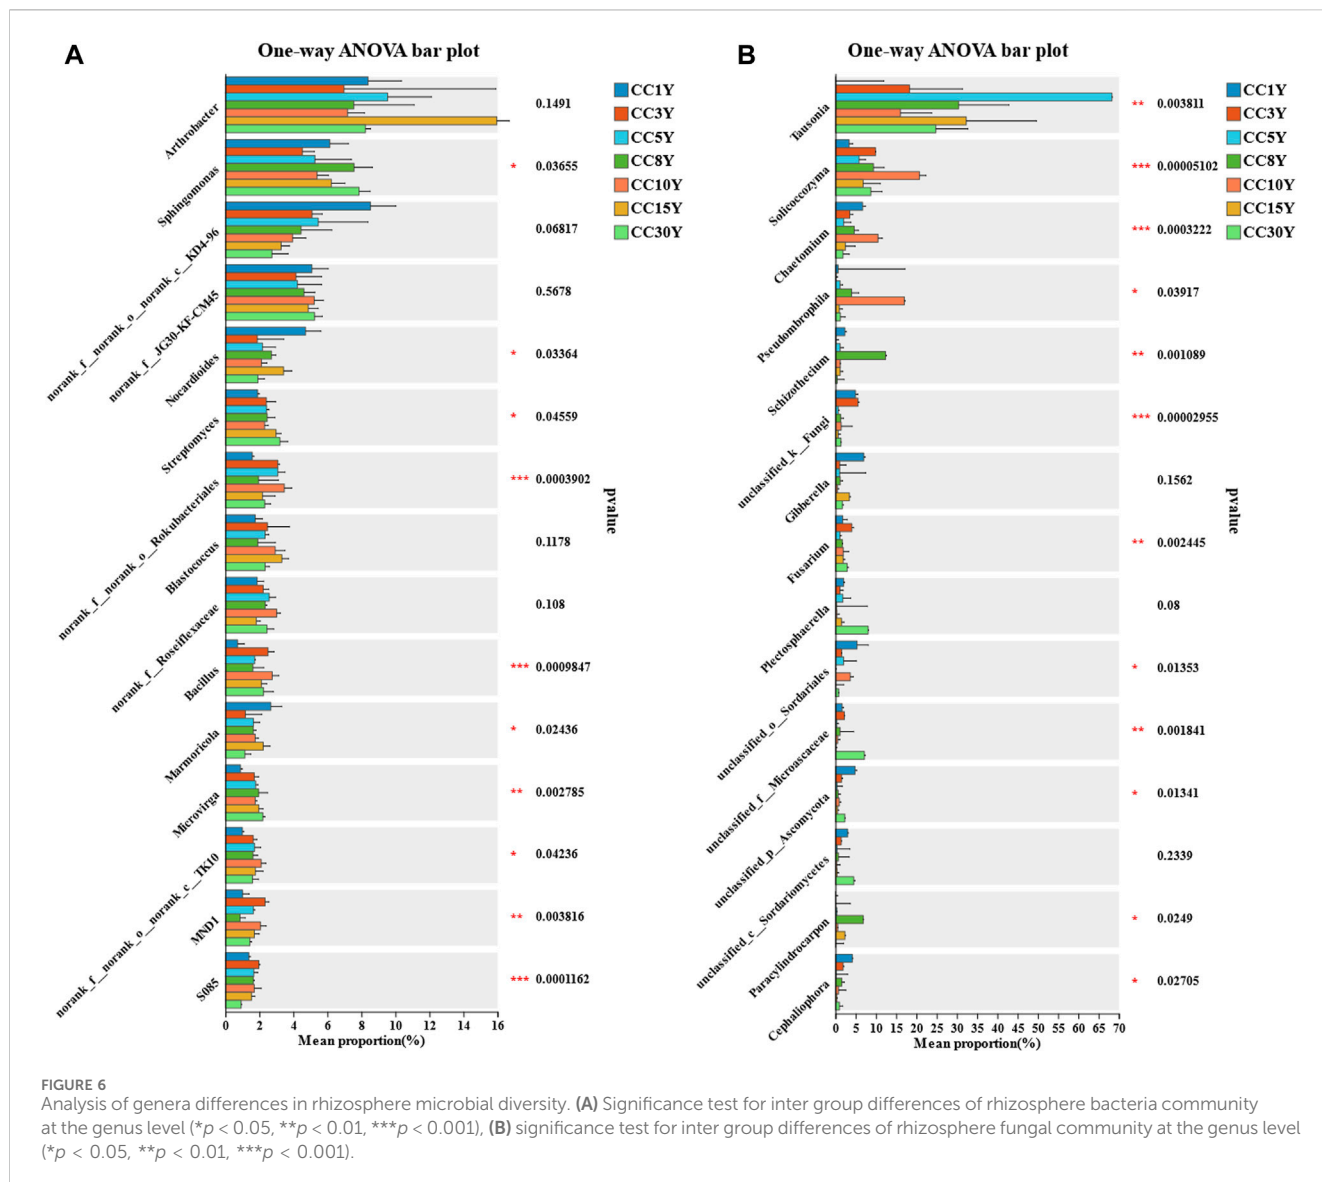 A
One-way ANOVA bar plot
Arthrobacter
Sphingomonas
norank_f__norank_o__norank_c__KD4-96
norank_f__JG30-KF-CM45
Nocardioides
Streptomyces
norank_f__norank_o__Rokubacteriales
Blastococcus
norank_f__Roseiflexaceae
Bacillus
Marmoricola
Microvirga
norank_f__norank_o__norank_c__TK10
MND1
S085
0.1491
* 0.03655
0.06817
0.5678
* 0.03364
* 0.04559
*** 0.0003902
0.1178
0.108
*** 0.0009847
* 0.02436
** 0.002785
* 0.04236
** 0.003816
*** 0.0001162
pvalue
0 2 4 6 8 10 12 14 16
Mean proportion(%)
CC1Y
CC3Y
CC5Y
CC8Y
CC10Y
CC15Y
CC30Y
B
One-way ANOVA bar plot
Tausonia
Solicoccozyma
Chaetomium
Pseudombrophila
Schizothecium
unclassified_k__Fungi
Gibberella
Fusarium
Plectosphaerella
unclassified_o__Sordariales
unclassified_f__Microascaceae
unclassified_p__Ascomycota
unclassified_c__Sordariomycetes
Paracylindrocarpon
Cephaliophora
** 0.003811
*** 0.00005102
*** 0.0003222
* 0.03917
** 0.001089
*** 0.00002955
0.1562
** 0.002445
0.08
* 0.01353
** 0.001841
* 0.01341
0.2339
* 0.0249
* 0.02705
pvalue
0 5 10 15 20 25 30 35 40 45 50 55 60 65 70
Mean proportion(%)
CC1Y
CC3Y
CC5Y
CC8Y
CC10Y
CC15Y
CC30Y
FIGURE 6
Analysis of genera differences in rhizosphere microbial diversity. (A) Significance test for inter group differences of rhizosphere bacteria community
at the genus level (*p < 0.05, **p < 0.01, ***p < 0.001), (B) significance test for inter group differences of rhizosphere fungal community at the genus level
(*p < 0.05, **p < 0.01, ***p < 0.001).